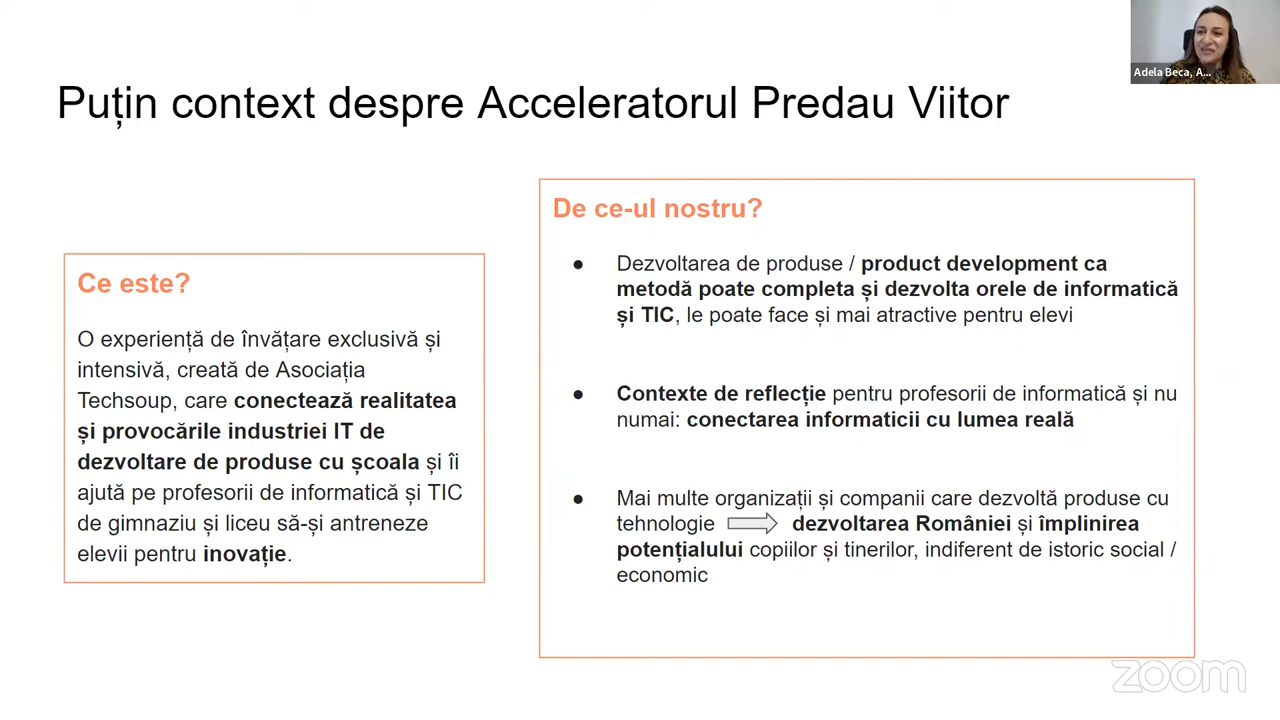 Puțin context despre Acceleratorul Predau Viitor
Adela Beca, A...
Ce este?
O experiență de învățare exclusivă și
intensivă, creată de Asociația
Techsoup, care conectează realitatea
și provocările industriei IT de
dezvoltare de produse cu școala și îi
ajută pe profesorii de informatică și TIC
de gimnaziu și liceu să-și antreneze
elevii pentru inovație.
De ce-ul nostru?
● Dezvoltarea de produse / product development ca
metodă poate completa și dezvolta orele de informatică
și TIC, le poate face și mai atractive pentru elevi
● Contexte de reflecție pentru profesorii de informatică și nu
numai: conectarea informaticii cu lumea reală
● Mai multe organizații și companii care dezvoltă produse cu
tehnologie dezvoltarea României și împlinirea
potențialului copiilor și tinerilor, indiferent de istoric social /
economic
zoom